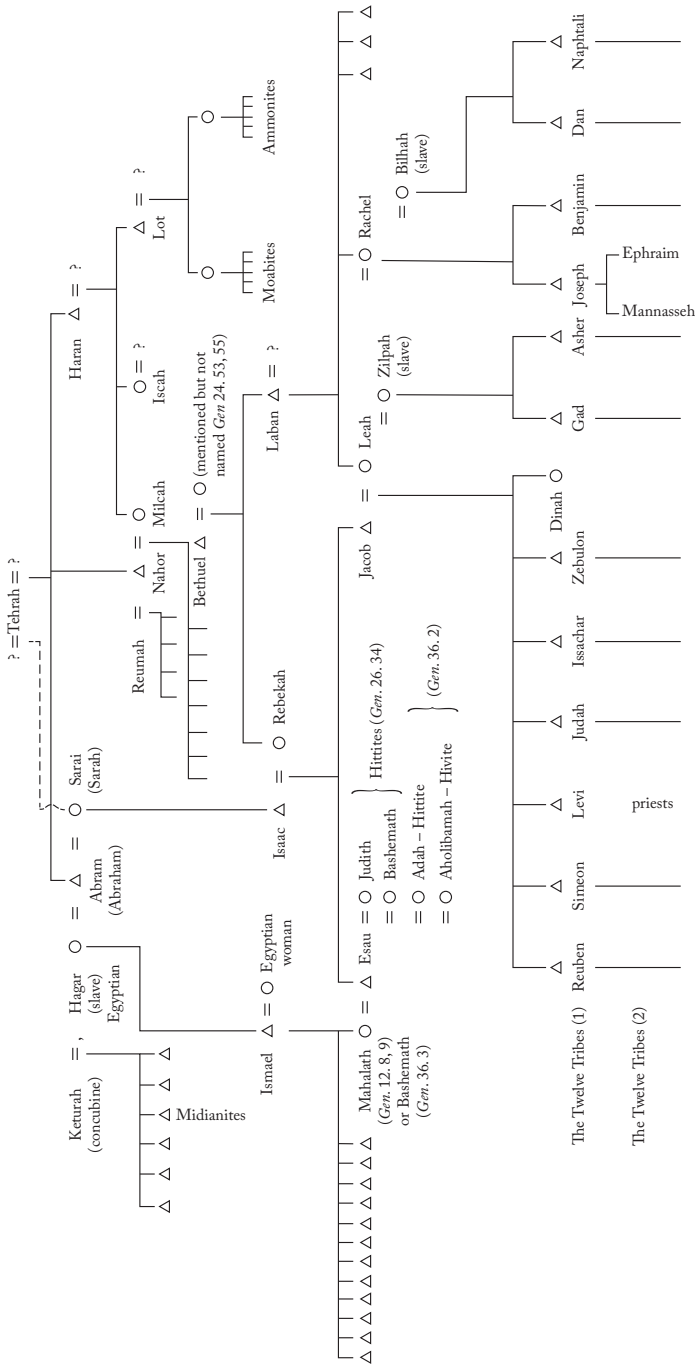 ? = Tehrah = ?
Haran = ?
Keturah =,
(concubine)
Hagar
(slave)
Egyptian
=
Abram
(Abraham)
=
Sarai
(Sarah)
Midianites
Reumah
=
Nahor
=
Milcah
Iscah = ?
Lot = ?
Bethuel = (mentioned but not
named Gen 24. 53, 55)
Moabites
Ammonites
Ismael = Egyptian
woman
Isaac = Rebekah
Laban = ?
Mahalath
(Gen. 12. 8, 9)
or Bashemath
(Gen. 36. 3)
=
Esau = Judith
= Bashemath
Hittites (Gen. 26. 34)
= Adah – Hittite
= Aholibamah – Hivite
(Gen. 36. 2)
Jacob = Leah
= Rachel
= Zilpah
(slave)
= Bilhah
(slave)
Dinah
The Twelve Tribes (1)
Reuben
Simeon
Levi
Judah
Issachar
Zebulon
Gad
Asher
Joseph
Benjamin
Dan
Naphtali
The Twelve Tribes (2)
priests
Mannasseh
Ephraim